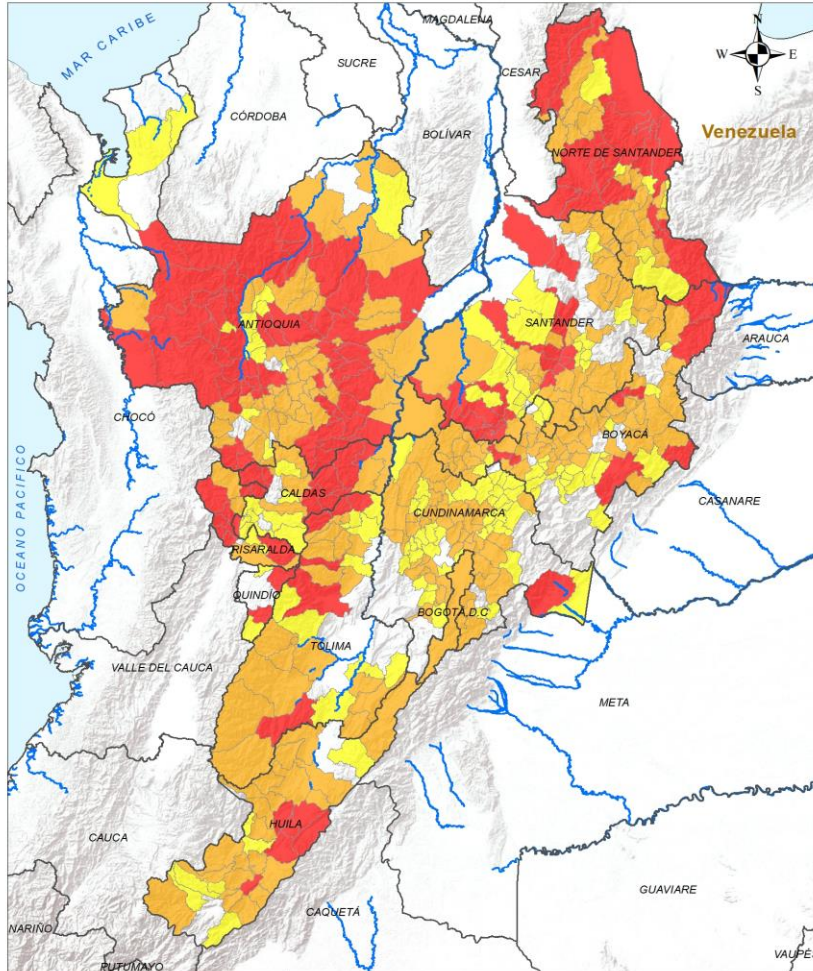 MAGDALENA
N
W E
S
MAR CARIBE
SUCRE
CESAR
CÓRDOBA
BOLÍVAR
Venezuela
NORTE DE SANTANDER
ANTIOQUIA
SANTANDER
ARAUCA
CHOCÓ
BOYACÁ
OCEANO PACIFICO
CALDAS
CUNDINAMARCA
CASANARE
RISARALDA
QUINDÍO
BOGOTÁ,D.C
TOLIMA
VALLE DEL CAUCA
META
HUILA
CAUCA
GUAVIARE
CAQUETÁ
NARIÑO
PUTUMAYO
VAUPÉS